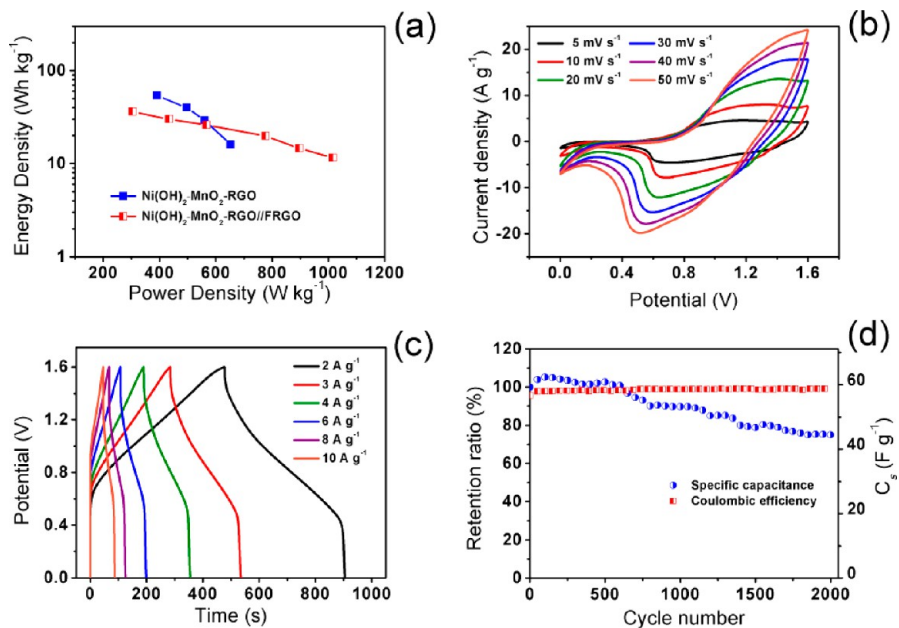 (a)
Energy Density (Wh kg⁻¹)
100
10
1
Ni(OH)₂-MnO₂-RGO
Ni(OH)₂-MnO₂-RGO//FRGO
200 400 600 800 1000 1200
Power Density (W kg⁻¹)
(b)
Current density (A g⁻¹)
20
10
0
-10
-20
5 mV s⁻¹ 30 mV s⁻¹
10 mV s⁻¹ 40 mV s⁻¹
20 mV s⁻¹ 50 mV s⁻¹
0.0 0.4 0.8 1.2 1.6
Potential (V)
(c)
Potential (V)
1.6
1.2
0.8
0.4
0.0
2 A g⁻¹
3 A g⁻¹
4 A g⁻¹
6 A g⁻¹
8 A g⁻¹
10 A g⁻¹
0 200 400 600 800 1000
Time (s)
(d)
Retention ratio (%)
120
100
80
60
40
20
0
Specific capacitance
Coulombic efficiency
60
40
20
0
Cₛ (F g⁻¹)
0 500 1000 1500 2000
Cycle number